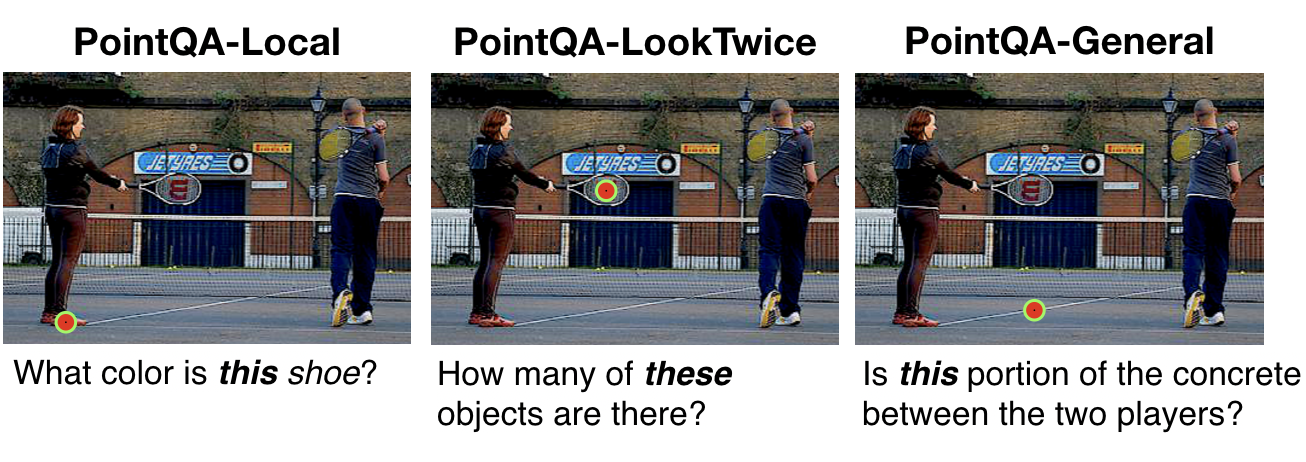 PointQA-Local
PointQA-LookTwice
PointQA-General
JETYRES
PIRELLI
JETYRES
PIRELLI
JETYRES
PIRELLI
What color is this shoe?
How many of these
objects are there?
Is this portion of the concrete
between the two players?